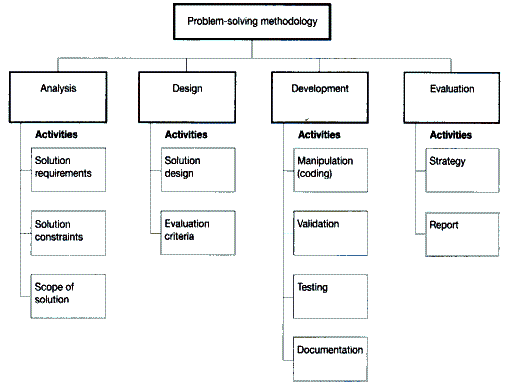 Problem-solving methodology
Analysis
Design
Development
Evaluation
Activities
Activities
Activities
Activities
Solution
requirements
Solution
constraints
Scope of
solution
Solution
design
Evaluation
criteria
Manipulation
(coding)
Validation
Testing
Documentation
Strategy
Report